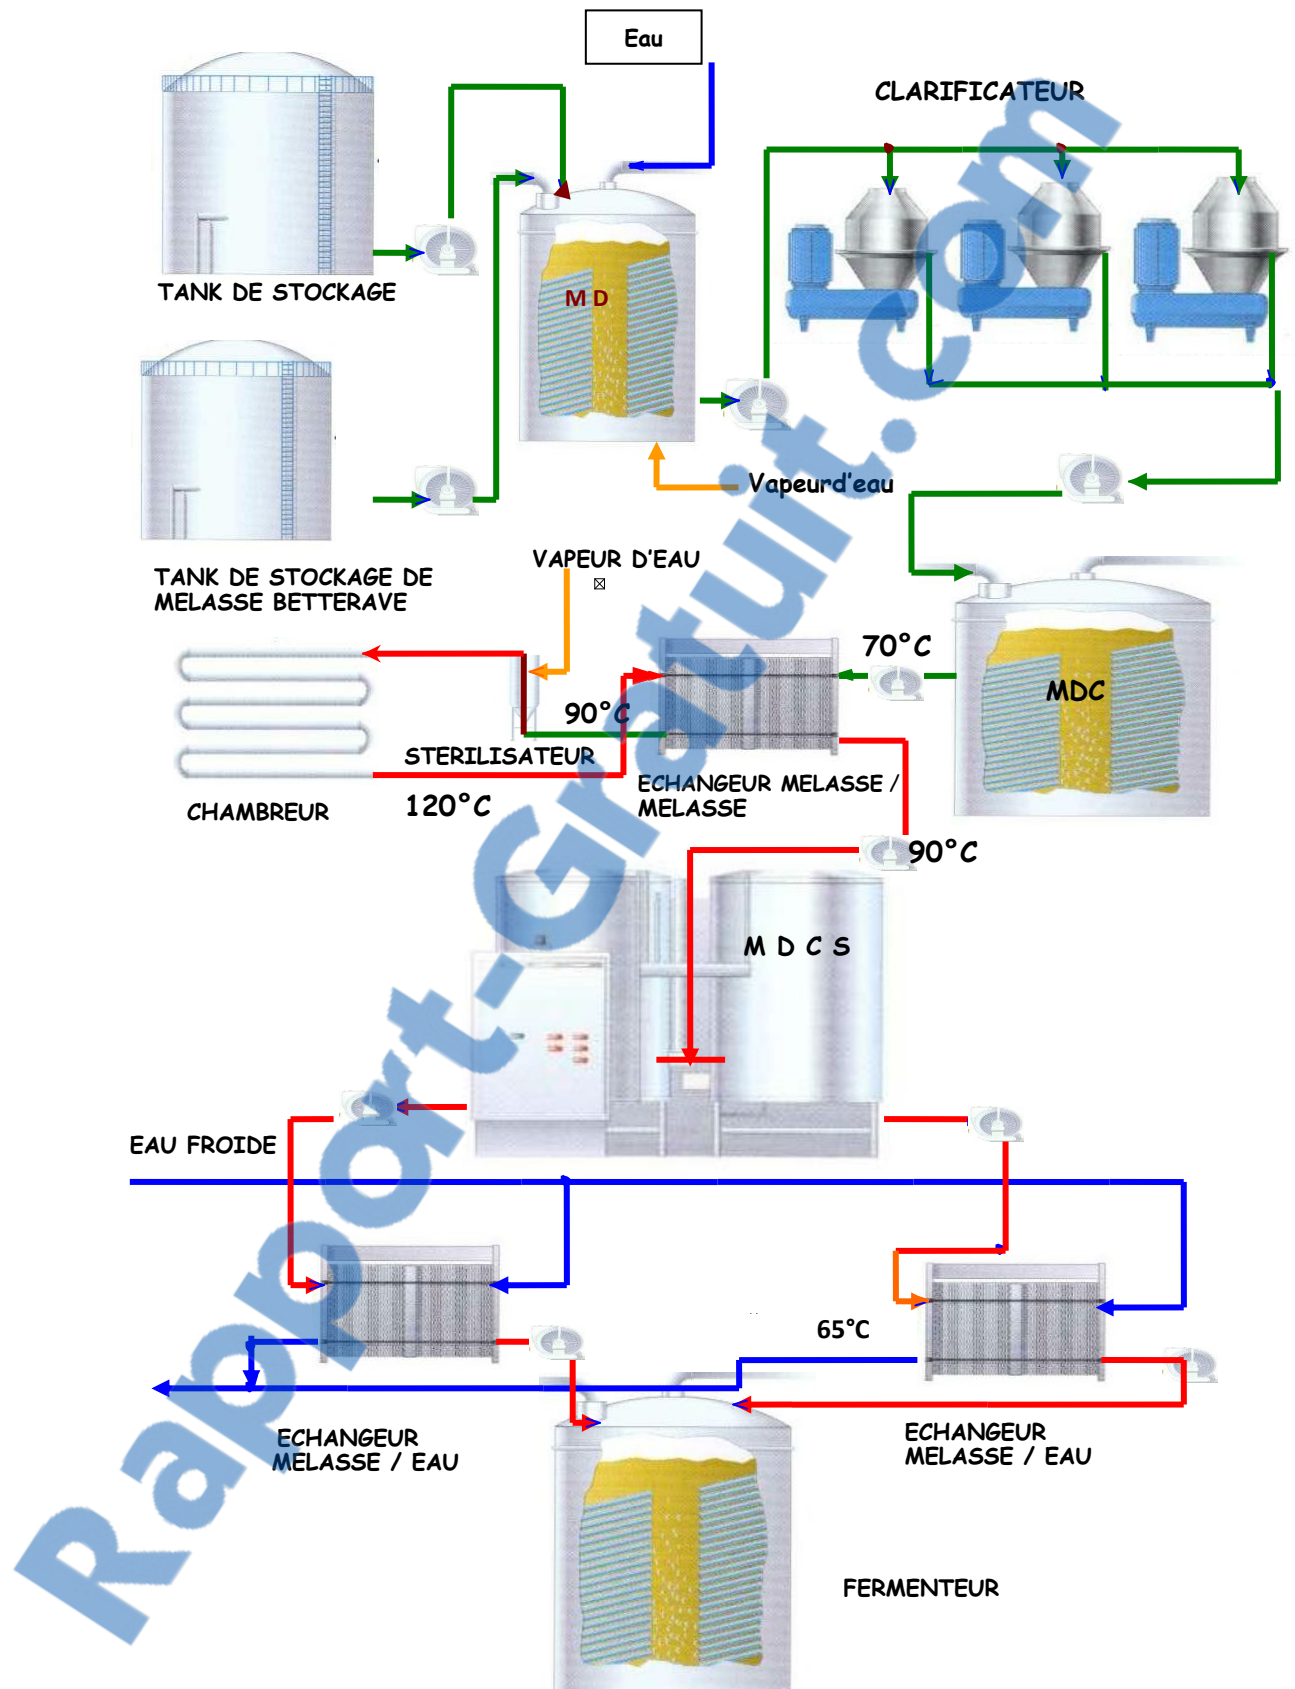 Eau
CLARIFICATEUR
TANK DE STOCKAGE
M D
Vapeurd'eau
VAPEUR D'EAU
TANK DE STOCKAGE DE
MELASSE BETTERAVE
70°C
MDC
90°C
STERILISATEUR
ECHANGEUR MELASSE /
MELASSE
CHAMBREUR
120°C
90°C
M D C S
EAU FROIDE
65°C
ECHANGEUR
MELASSE / EAU
ECHANGEUR
MELASSE / EAU
FERMENTEUR
Rapport-Gratuit.com